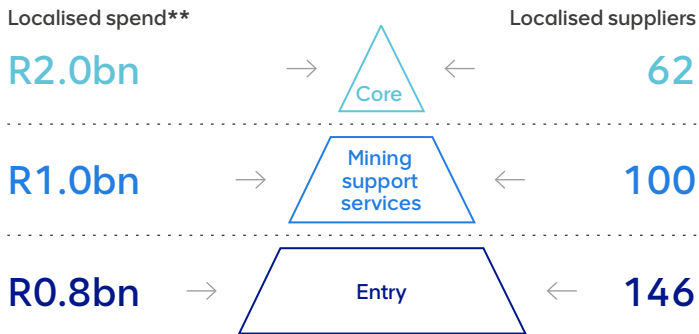 Localised spend** Localised suppliers
R2.0bn Core 62
Mining
support
services
R1.0bn 100
R0.8bn Entry 146